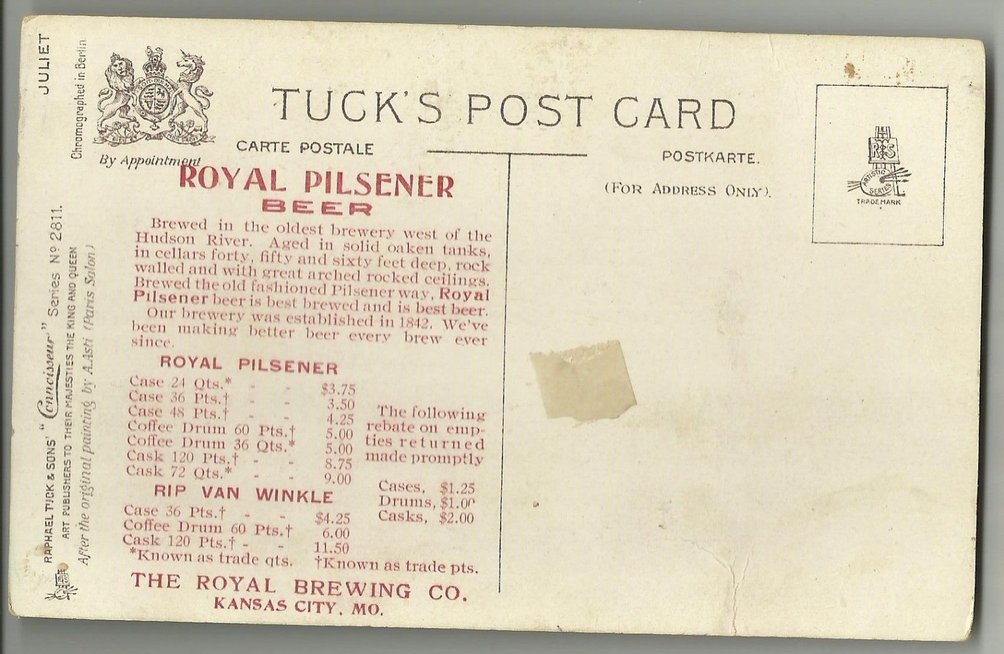 TUCK'S POST CARD
CARTE POSTALE
POSTKARTE.
(FOR ADDRESS ONLY).
By Appointment
R & S
ARTISTIC
SERIES
TRADE MARK
JULIET
Chromographed in Berlin
RAPHAEL TUCK & SONS' "Connoisseur" Series No 2811.
ART PUBLISHERS TO THEIR MAJESTIES THE KING AND QUEEN
After the original painting by A.Asti (Paris Salon)
ROYAL PILSENER
BEER
Brewed in the oldest brewery west of the
Hudson River. Aged in solid oaken tanks,
in cellars forty, fifty and sixty feet deep, rock
walled and with great arched rocked ceilings.
Brewed the old fashioned Pilsener way, Royal
Pilsener beer is best brewed and is best beer.
Our brewery was established in 1842. We've
been making better beer every brew ever
since.
ROYAL PILSENER
Case 24 Qts.* - - $3.75
Case 36 Pts.† - - 3.50
Case 48 Pts.† - - 4.25
Coffee Drum 60 Pts.† 5.00
Coffee Drum 36 Qts.* 5.00
Cask 120 Pts.† - - 8.75
Cask 72 Qts.* - - 9.00
The following
rebate on emp-
ties returned
made promptly
Cases, $1.25
Drums, $1.00
Casks, $2.00
RIP VAN WINKLE
Case 36 Pts.† - - $4.25
Coffee Drum 60 Pts.† 6.00
Cask 120 Pts.† - - 11.50
*Known as trade qts. †Known as trade pts.
THE ROYAL BREWING CO.
KANSAS CITY, MO.